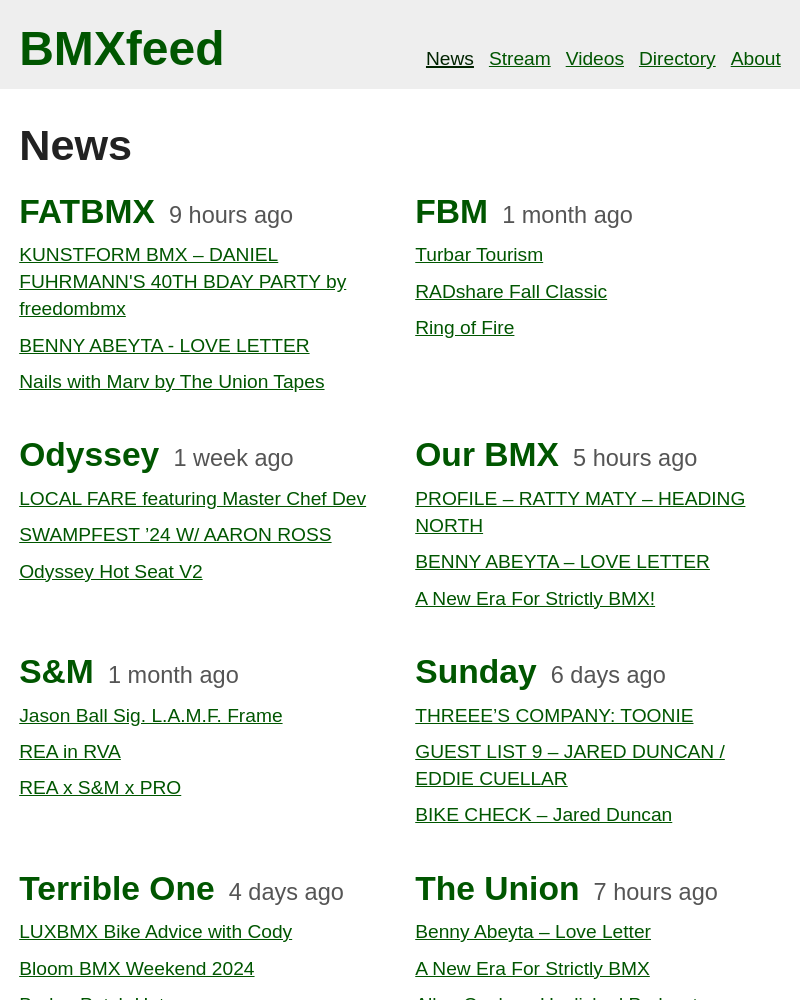 BMXfeed
News Stream Videos Directory About
News
FATBMX 9 hours ago
KUNSTFORM BMX – DANIEL
FUHRMANN'S 40TH BDAY PARTY by
freedombmx
BENNY ABEYTA - LOVE LETTER
Nails with Marv by The Union Tapes
FBM 1 month ago
Turbar Tourism
RADshare Fall Classic
Ring of Fire
Odyssey 1 week ago
LOCAL FARE featuring Master Chef Dev
SWAMPFEST ’24 W/ AARON ROSS
Odyssey Hot Seat V2
Our BMX 5 hours ago
PROFILE – RATTY MATY – HEADING
NORTH
BENNY ABEYTA – LOVE LETTER
A New Era For Strictly BMX!
S&M 1 month ago
Jason Ball Sig. L.A.M.F. Frame
REA in RVA
REA x S&M x PRO
Sunday 6 days ago
THREEE’S COMPANY: TOONIE
GUEST LIST 9 – JARED DUNCAN /
EDDIE CUELLAR
BIKE CHECK – Jared Duncan
Terrible One 4 days ago
LUXBMX Bike Advice with Cody
Bloom BMX Weekend 2024
The Union 7 hours ago
Benny Abeyta – Love Letter
A New Era For Strictly BMX